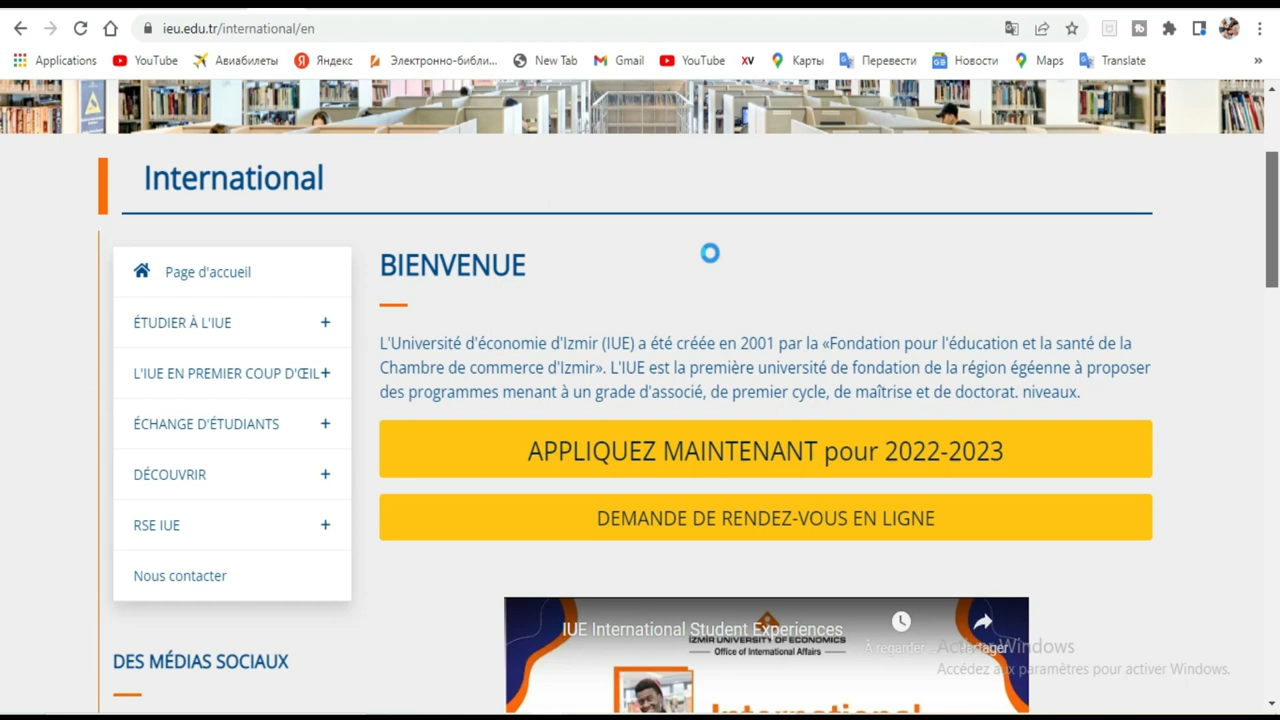 ieu.edu.tr/international/en
Applications YouTube Авиабилеты Яндекс Электронно-библи... New Tab Gmail YouTube XV Карты Перевести Новости Maps Translate »
International
Page d'accueil
ÉTUDIER À L'IUE +
L'IUE EN PREMIER COUP D'ŒIL +
ÉCHANGE D'ÉTUDIANTS +
DÉCOUVRIR +
RSE IUE +
Nous contacter
DES MÉDIAS SOCIAUX
BIENVENUE
L'Université d'économie d'Izmir (IUE) a été créée en 2001 par la «Fondation pour l'éducation et la santé de la
Chambre de commerce d'Izmir». L'IUE est la première université de fondation de la région égéenne à proposer
des programmes menant à un grade d'associé, de premier cycle, de maîtrise et de doctorat. niveaux.
APPLIQUEZ MAINTENANT pour 2022-2023
DEMANDE DE RENDEZ-VOUS EN LIGNE
IUE International Student Experiences
IZMIR UNIVERSITY OF ECONOMICS
Office of International Affairs
À regarder ... Partager
International
Activer Windows
Accédez aux paramètres pour activer Windows.